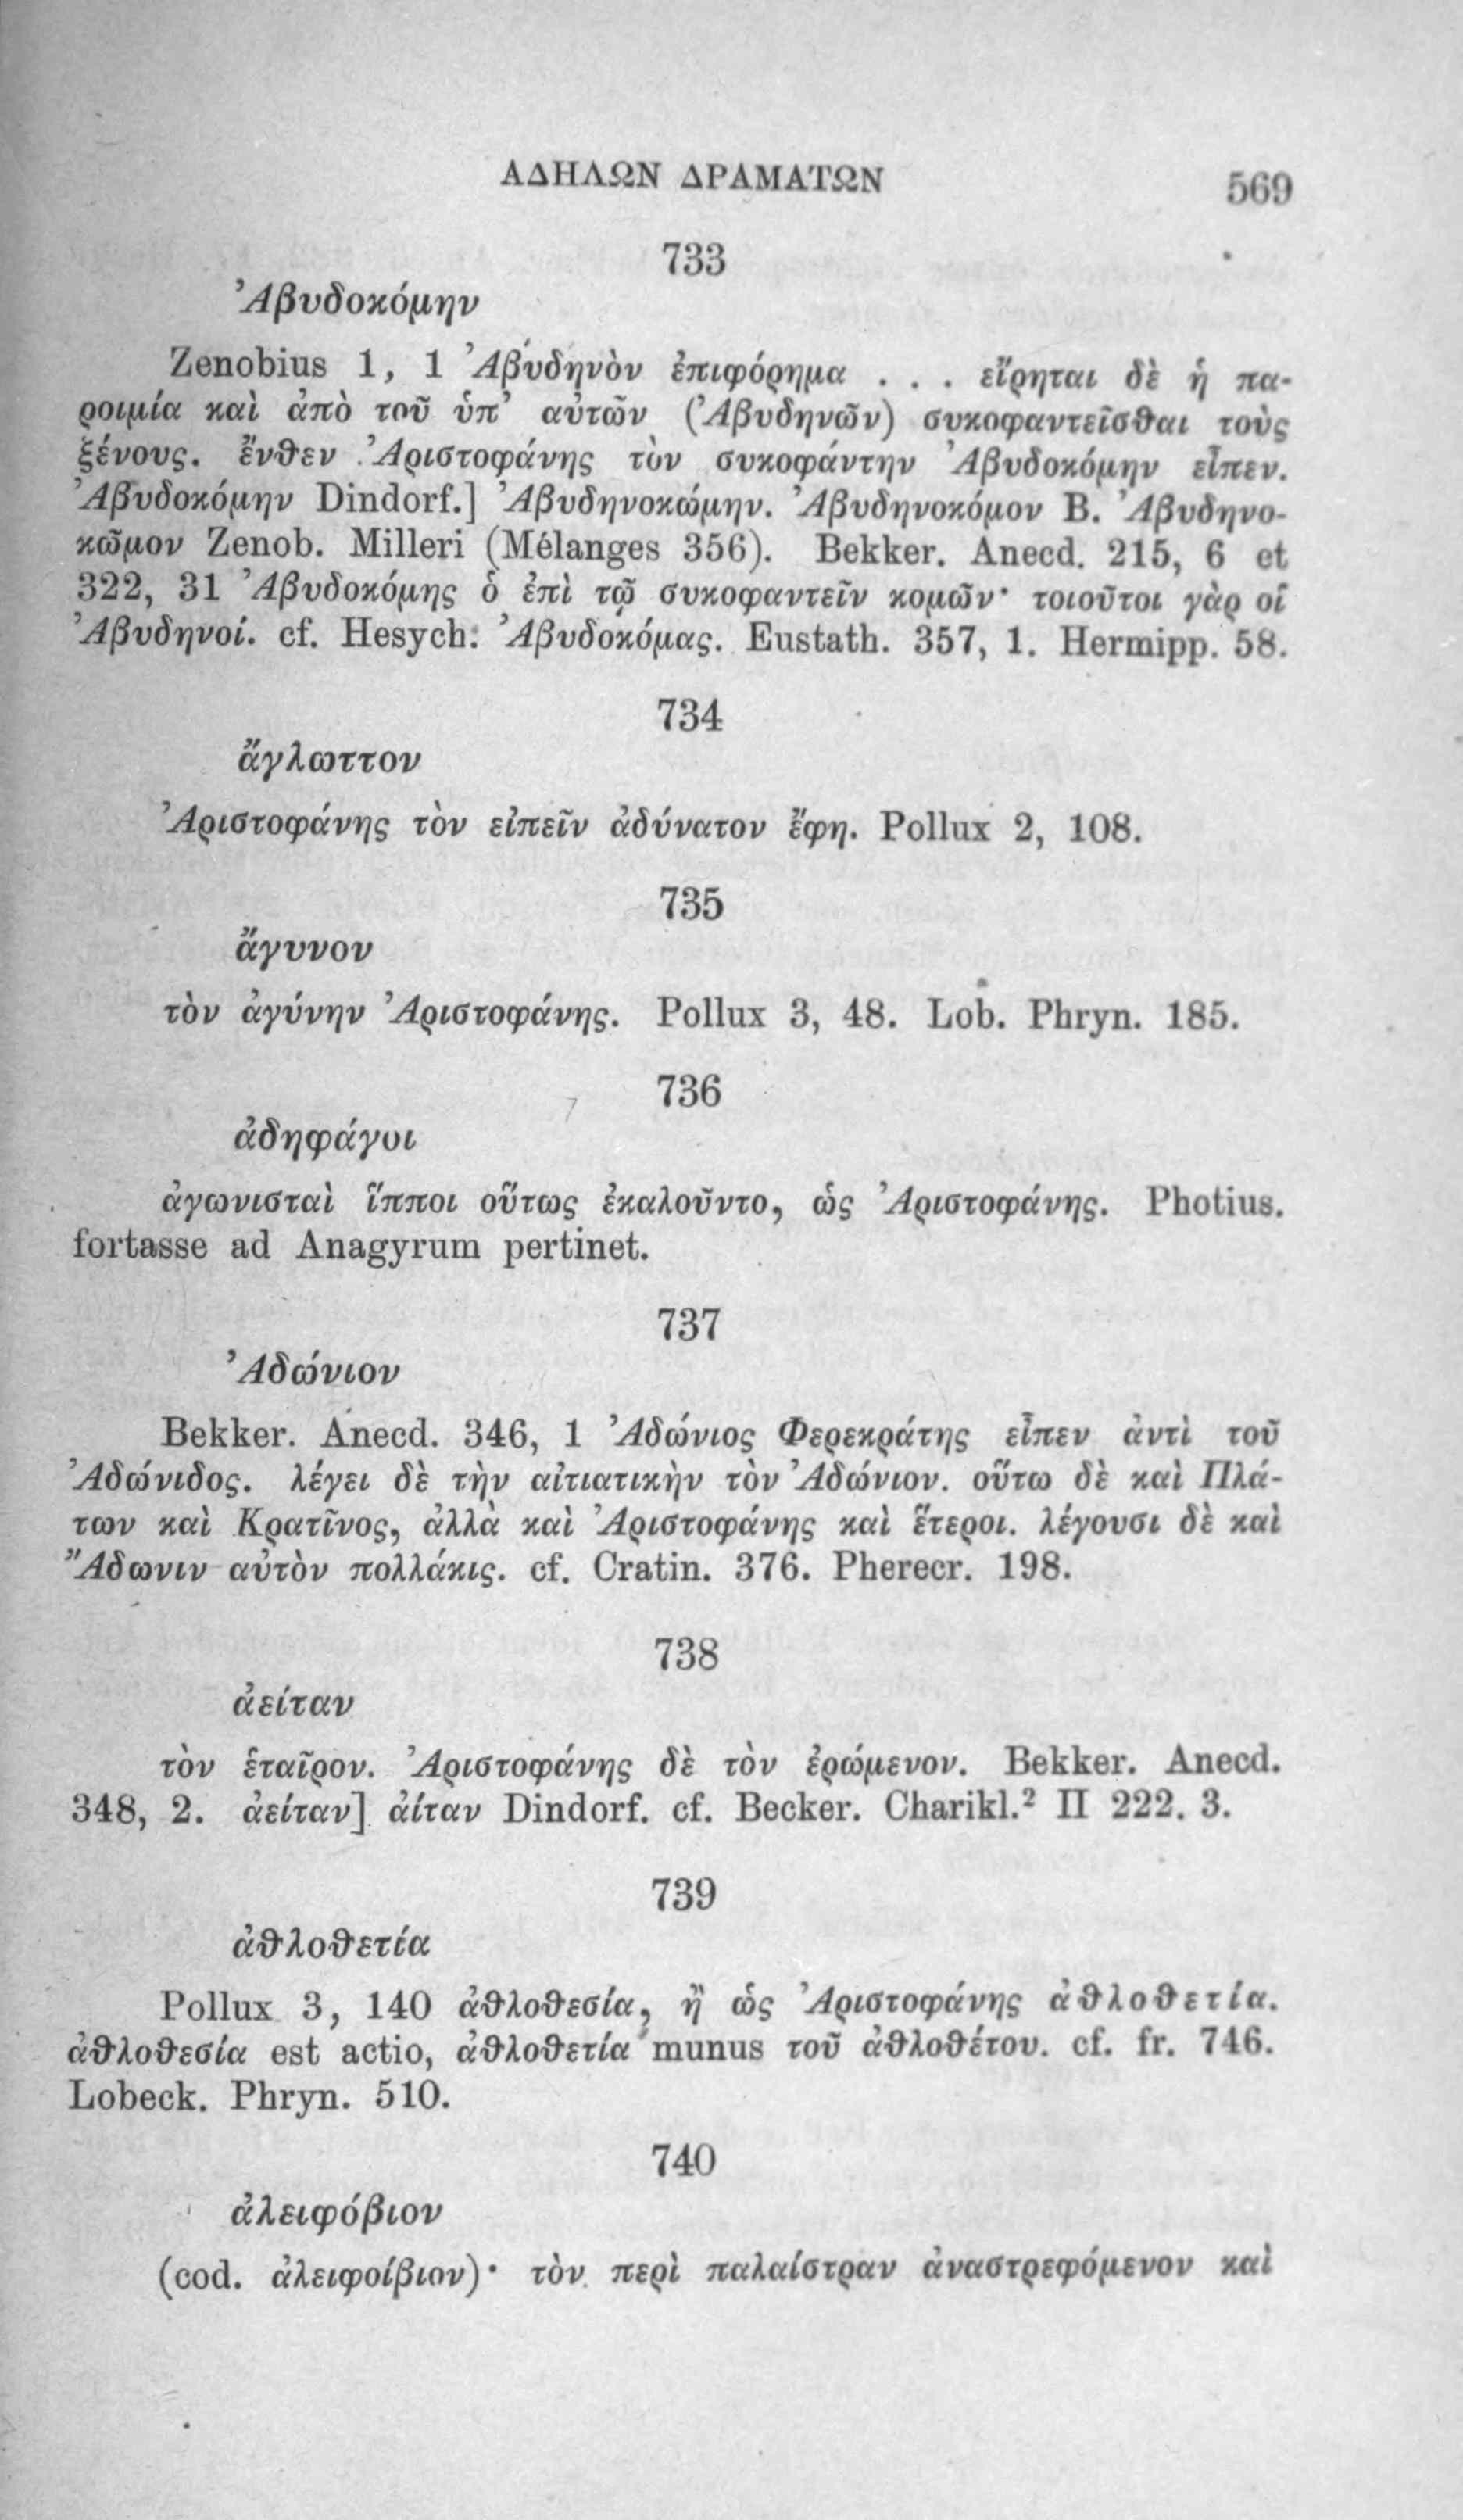 ΑΔΗΛΩΝ ΔΡΑΜΑΤΩΝ 569
733
Ἀβυδοκόμην
Zenobius 1, 1 Ἀβυδηνὸν ἐπιφόρημα . . . εἴρηται δὲ ἡ πα-
ροιμία καὶ ἀπὸ τοῦ ὑπ’ αὐτῶν (Ἀβυδηνῶν) συκοφαντεῖσθαι τοὺς
ξένους. ἔνθεν Ἀριστοφάνης τὸν συκοφάντην Ἀβυδοκόμην εἶπεν.
Ἀβυδοκόμην Dindorf.] Ἀβυδηνοκώμην. Ἀβυδηνοκόμον B. Ἀβυδηνο-
κῶμον Zenob. Milleri (Mélanges 356). Bekker. Anecd. 215, 6 et
322, 31 Ἀβυδοκόμης ὁ ἐπὶ τῷ συκοφαντεῖν κομῶν· τοιοῦτοι γὰρ οἱ
Ἀβυδηνοί. cf. Hesych: Ἀβυδοκόμας. Eustath. 357, 1. Hermipp. 58.
734
ἄγλωττον
Ἀριστοφάνης τὸν εἰπεῖν ἀδύνατον ἔφη. Pollux 2, 108.
735
ἄγυνον
τὸν ἀγύνην Ἀριστοφάνης. Pollux 3, 48. Lob. Phryn. 185.
736
ἀδηφάγοι
ἀγωνισταὶ ἵπποι οὕτως ἐκαλοῦντο, ὡς Ἀριστοφάνης. Photius.
fortasse ad Anagyrum pertinet.
737
Ἀδώνιον
Bekker. Anecd. 346, 1 Ἀδώνιος Φερεκράτης εἶπεν ἀντὶ τοῦ
Ἀδώνιδος. λέγει δὲ τὴν αἰτιατικὴν τὸν Ἀδώνιον. οὕτω δὲ καὶ Πλά-
των καὶ Κρατῖνος, ἀλλὰ καὶ Ἀριστοφάνης καὶ ἕτεροι. λέγουσι δὲ καὶ
Ἄδωνιν αὐτὸν πολλάκις. cf. Cratin. 376. Pherecr. 198.
738
ἀείταν
τὸν ἑταῖρον. Ἀριστοφάνης δὲ τὸν ἐρώμενον. Bekker. Anecd.
348, 2. ἀείταν] ἀίταν Dindorf. cf. Becker. Charikl.² II 222. 3.
739
ἀθλοθετία
Pollux 3, 140 ἀθλοθεσία, ἢ ὡς Ἀριστοφάνης ἀθλοθετία.
ἀθλοθεσία est actio, ἀθλοθετία munus τοῦ ἀθλοθέτου. cf. fr. 746.
Lobeck. Phryn. 510.
740
ἀλειφόβιον
(cod. ἀλειφοίβιον)· τὸν περὶ παλαίστραν ἀναστρεφόμενον καὶ